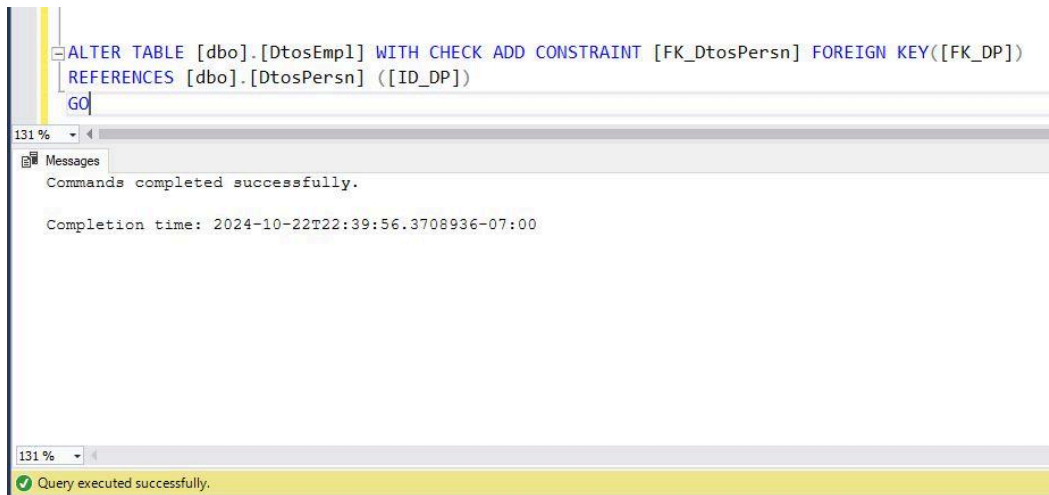 ALTER TABLE [dbo].[DtosEmpl] WITH CHECK ADD CONSTRAINT [FK_DtosPersn] FOREIGN KEY([FK_DP])
REFERENCES [dbo].[DtosPersn] ([ID_DP])
GO
131 %
Messages
Commands completed successfully.
Completion time: 2024-10-22T22:39:56.3708936-07:00
131 %
Query executed successfully.